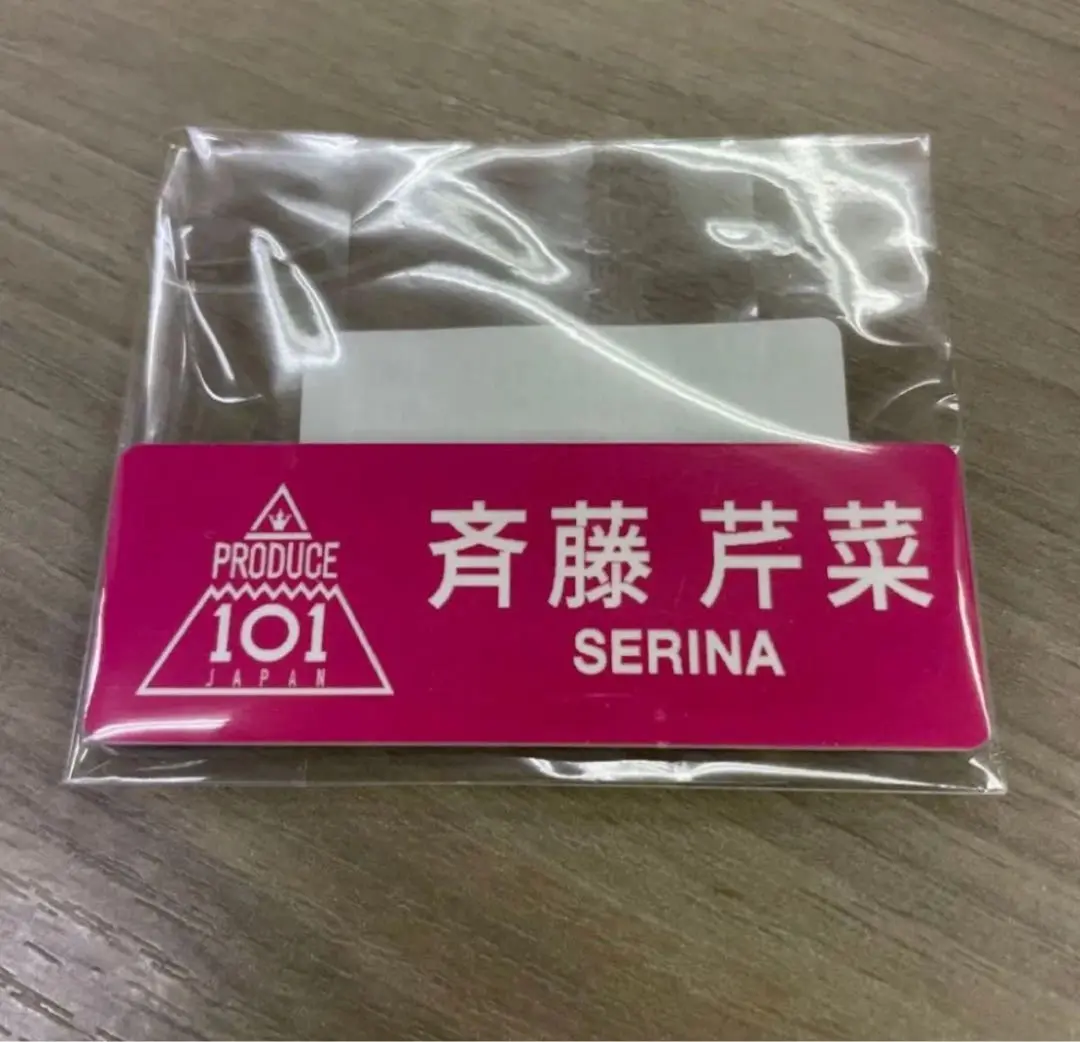 PRODUCE
101
JAPAN
斉藤 芹菜
SERINA